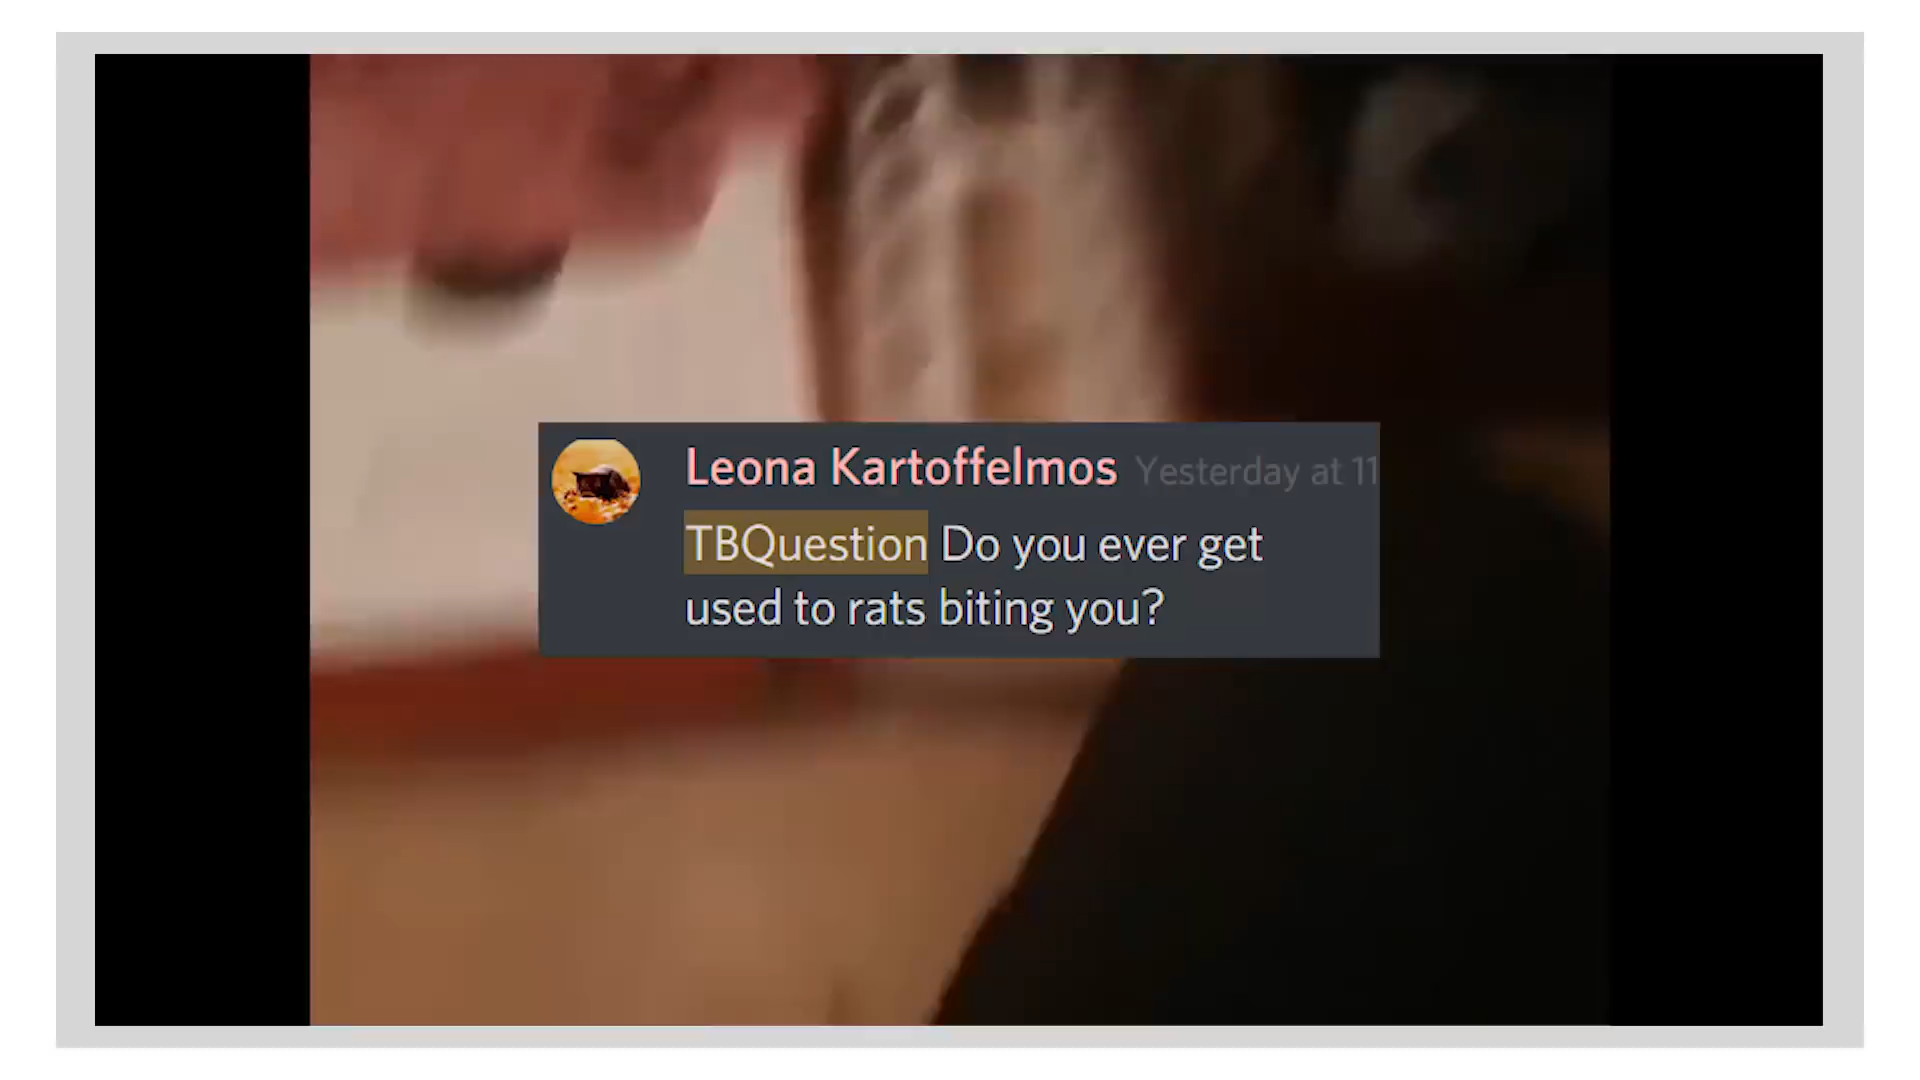 Leona Kartoffelmos Yesterday at 11
TBQuestion Do you ever get
used to rats biting you?